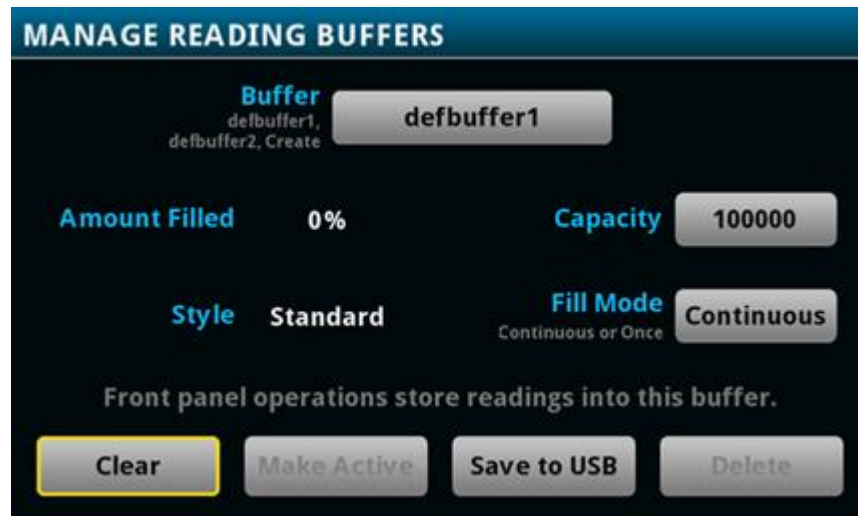 MANAGE READING BUFFERS
Buffer
defbuffer1,
defbuffer2, Create
defbuffer1
Amount Filled
0%
Capacity
100000
Style
Standard
Fill Mode
Continuous or Once
Continuous
Front panel operations store readings into this buffer.
Clear
Make Active
Save to USB
Delete